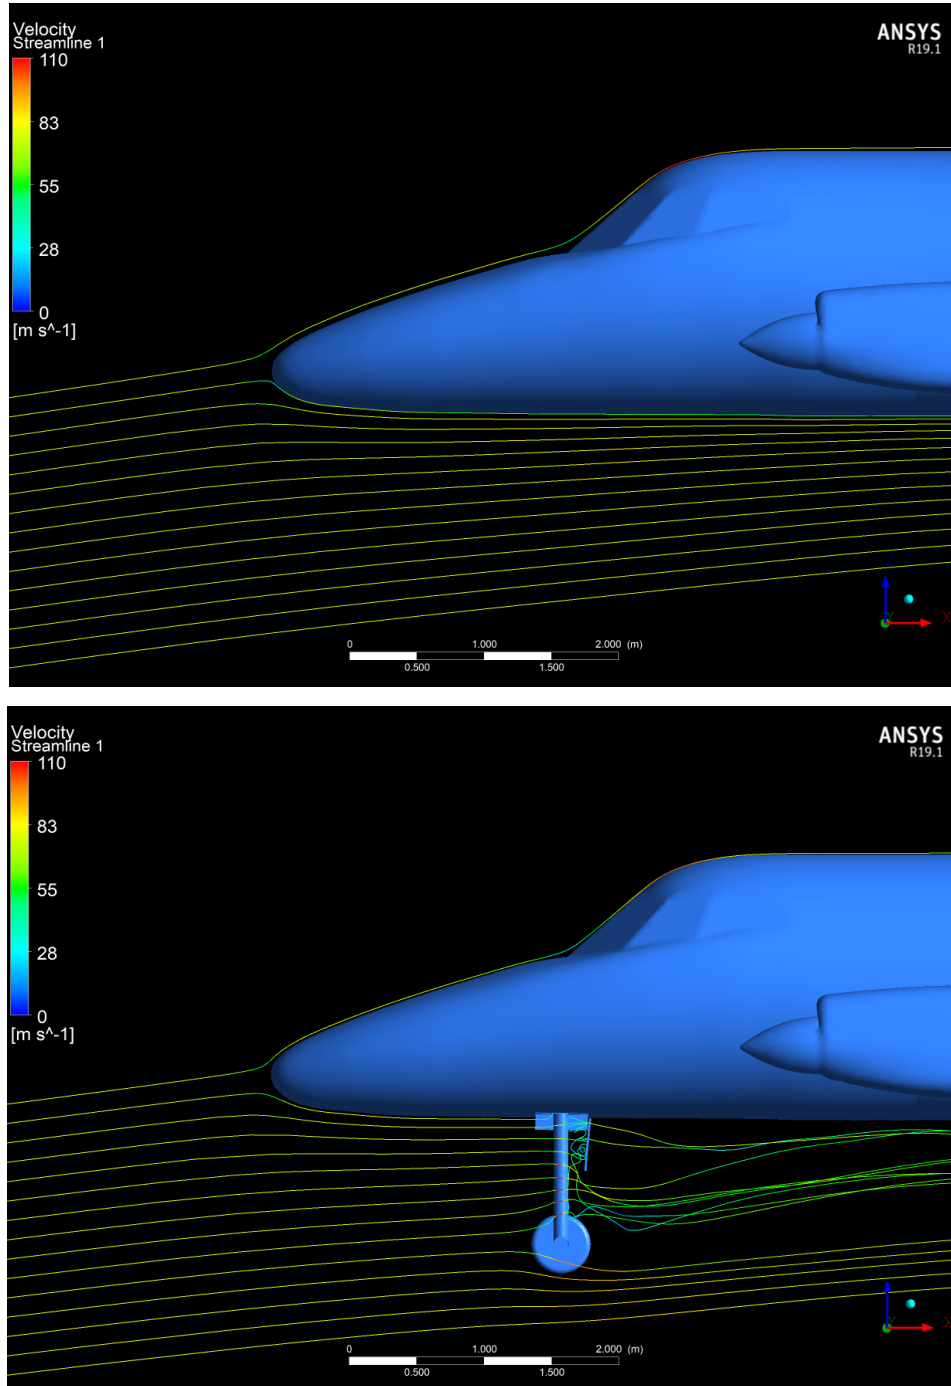 Velocity
Streamline 1
ANSYS
R19.1
110
83
55
28
0
[m s^-1]
X
0 1.000 2.000 (m)
0.500 1.500
Velocity
Streamline 1
ANSYS
R19.1
110
83
55
28
0
[m s^-1]
X
0 1.000 2.000 (m)
0.500 1.500